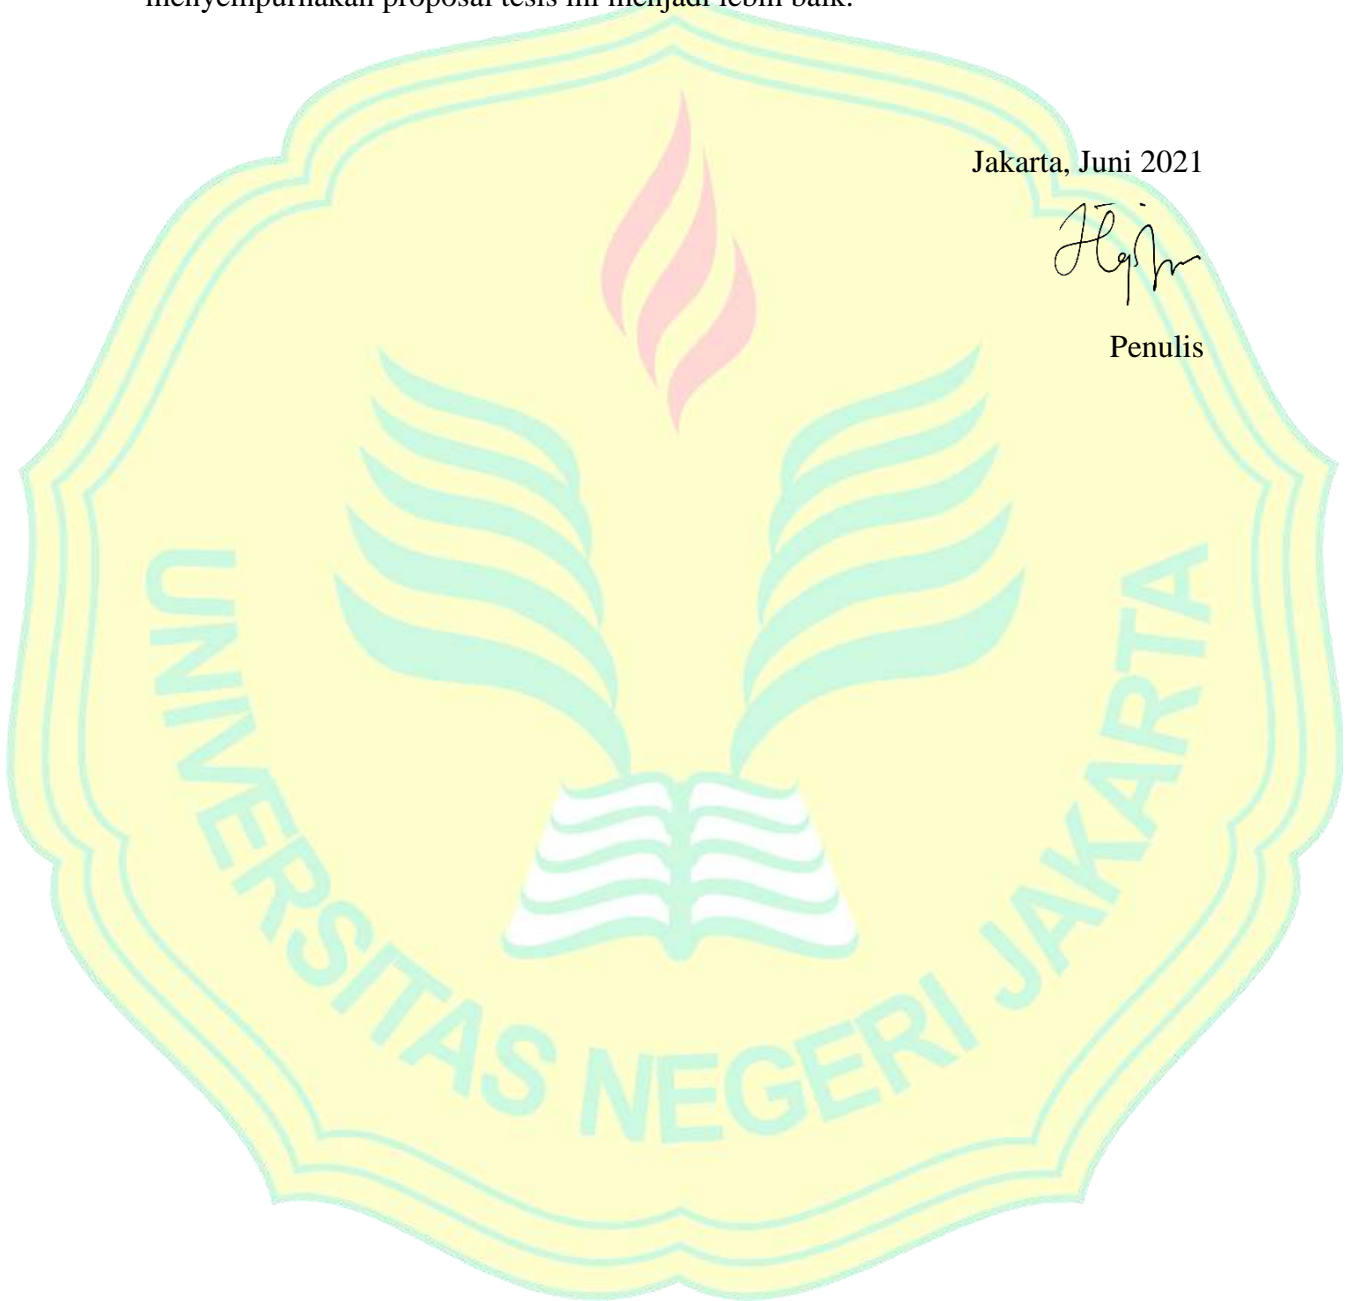 menyempurnakan proposal tesis ini menjadi lebih baik.
Jakarta, Juni 2021
Penulis
UNIVERSITAS NEGERI JAKARTA